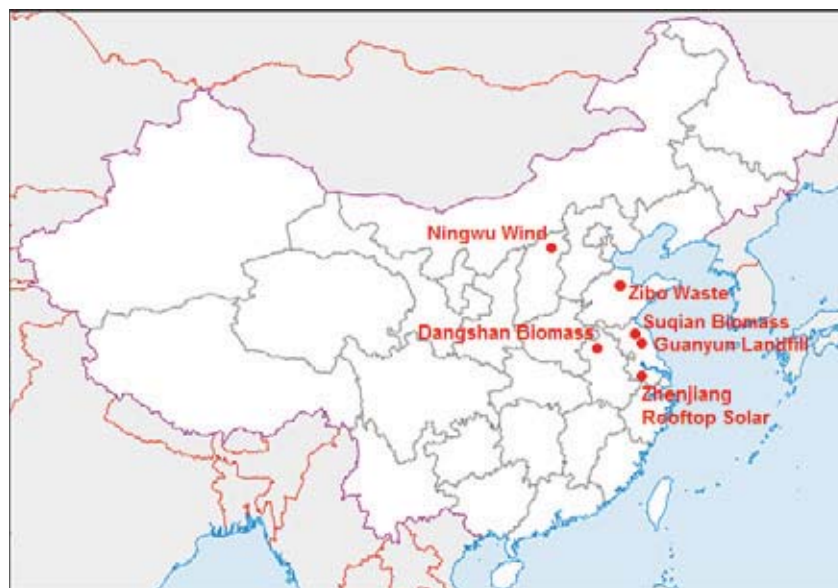 Ningwu Wind
Zibo Waste
Suqian Biomass
Dangshan Biomass
Guanyun Landfill
Zhenjiang
Rooftop Solar